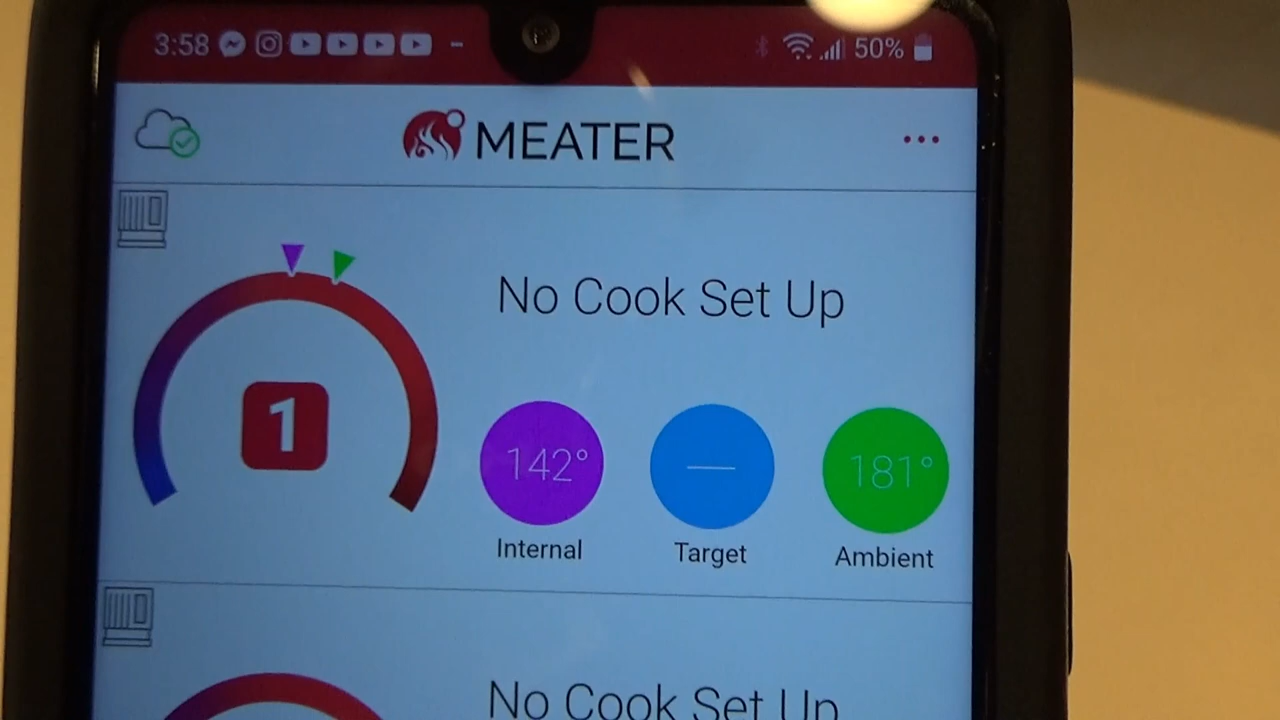 3:58 50%
MEATER
No Cook Set Up
1
142° 181°
Internal Target Ambient
No Cook Set Up